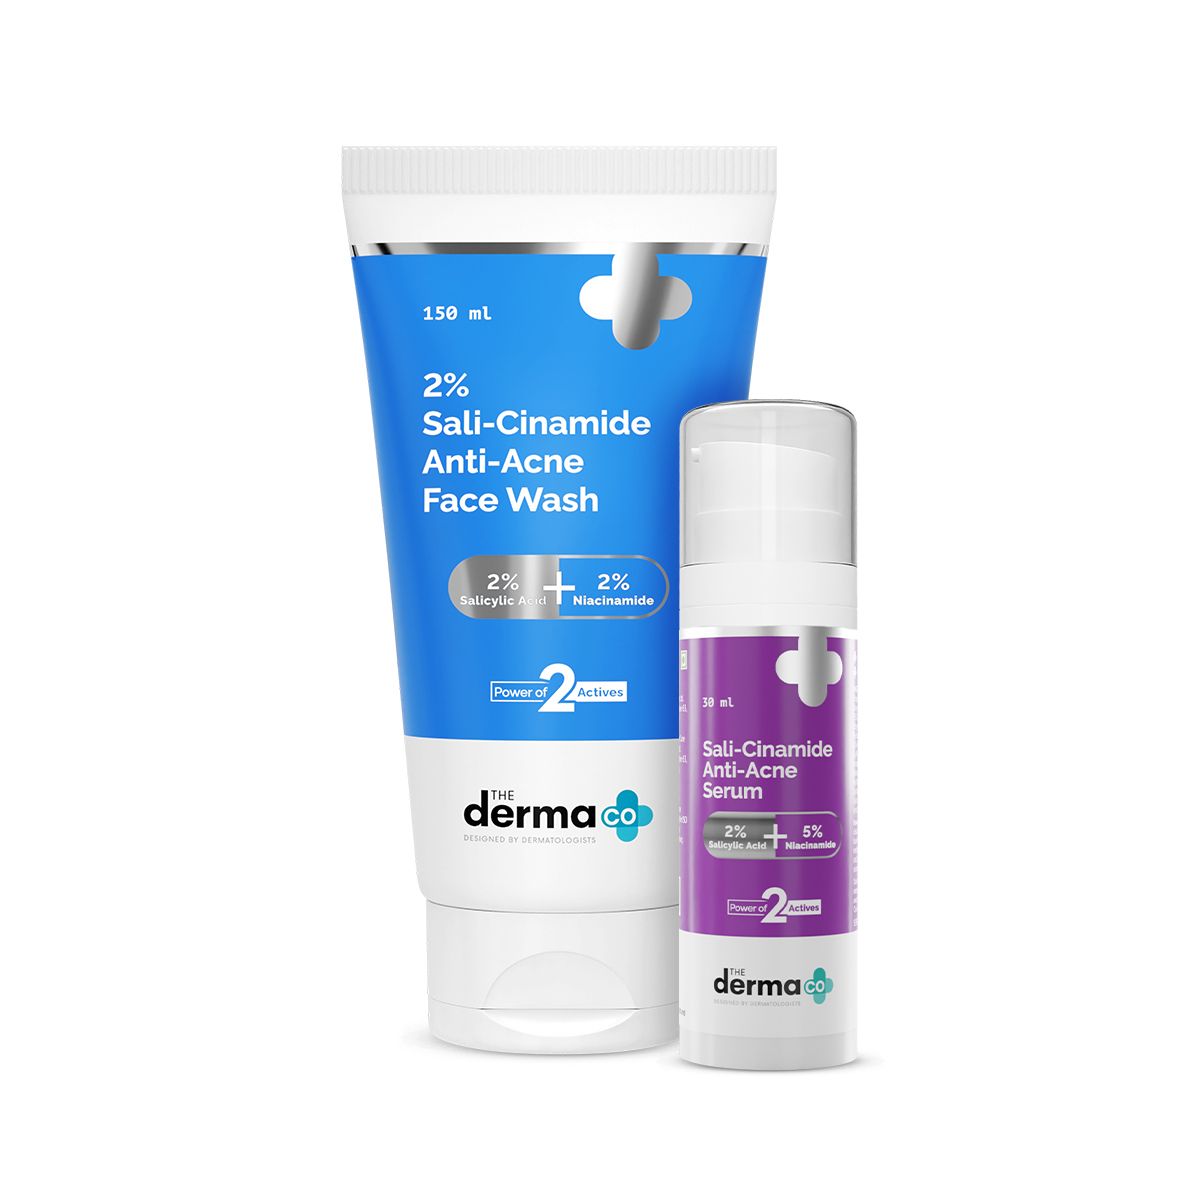 150 ml
2%
Sali-Cinamide
Anti-Acne
Face Wash
2% + 2%
Salicylic Acid Niacinamide
Power of 2 Actives
THE
derma co
DESIGNED BY DERMATOLOGISTS
30 ml
Sali-Cinamide
Anti-Acne
Serum
2% + 5%
Salicylic Acid Niacinamide
Power of 2 Actives
THE
derma co
DESIGNED BY DERMATOLOGISTS